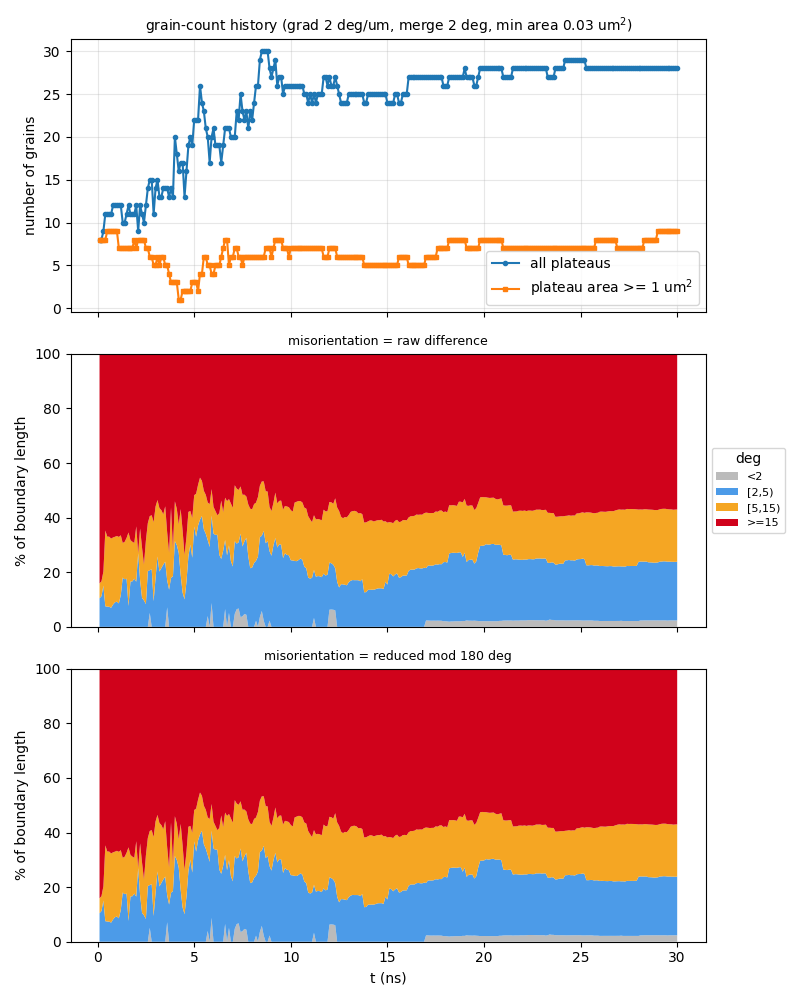 grain-count history (grad 2 deg/um, merge 2 deg, min area 0.03 um²)
30
25
20
15
10
5
0
number of grains
all plateaus
plateau area >= 1 um²
misorientation = raw difference
100
80
60
40
20
0
% of boundary length
deg
<2
[2,5)
[5,15)
>=15
misorientation = reduced mod 180 deg
100
80
60
40
20
0
% of boundary length
0 5 10 15 20 25 30
t (ns)